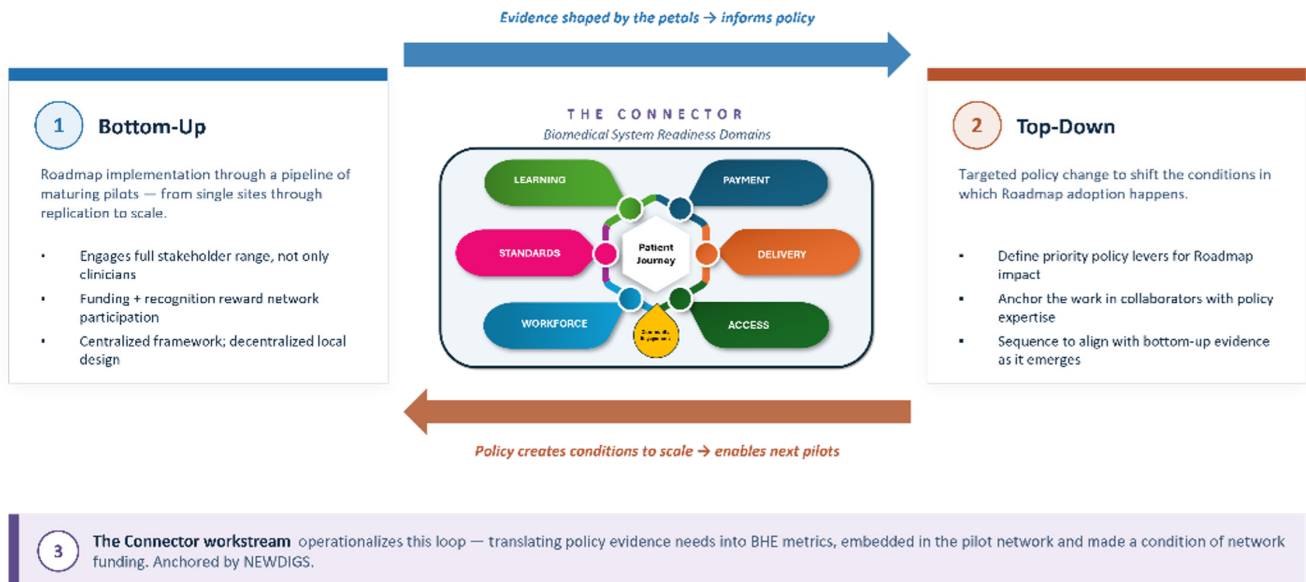 Evidence shaped by the petals → informs policy
1
Bottom-Up
Roadmap implementation through a pipeline of
maturing pilots — from single sites through
replication to scale.
• Engages full stakeholder range, not only
clinicians
• Funding + recognition reward network
participation
• Centralized framework; decentralized local
design
THE CONNECTOR
Biomedical System Readiness Domains
LEARNING
PAYMENT
STANDARDS
Patient
Journey
DELIVERY
WORKFORCE
ACCESS
2
Top-Down
Targeted policy change to shift the conditions in
which Roadmap adoption happens.
▪ Define priority policy levers for Roadmap
impact
▪ Anchor the work in collaborators with policy
expertise
▪ Sequence to align with bottom-up evidence
as it emerges
Policy creates conditions to scale → enables next pilots
3
The Connector workstream operationalizes this loop — translating policy evidence needs into BHE metrics, embedded in the pilot network and made a condition of network
funding. Anchored by NEWDIGS.